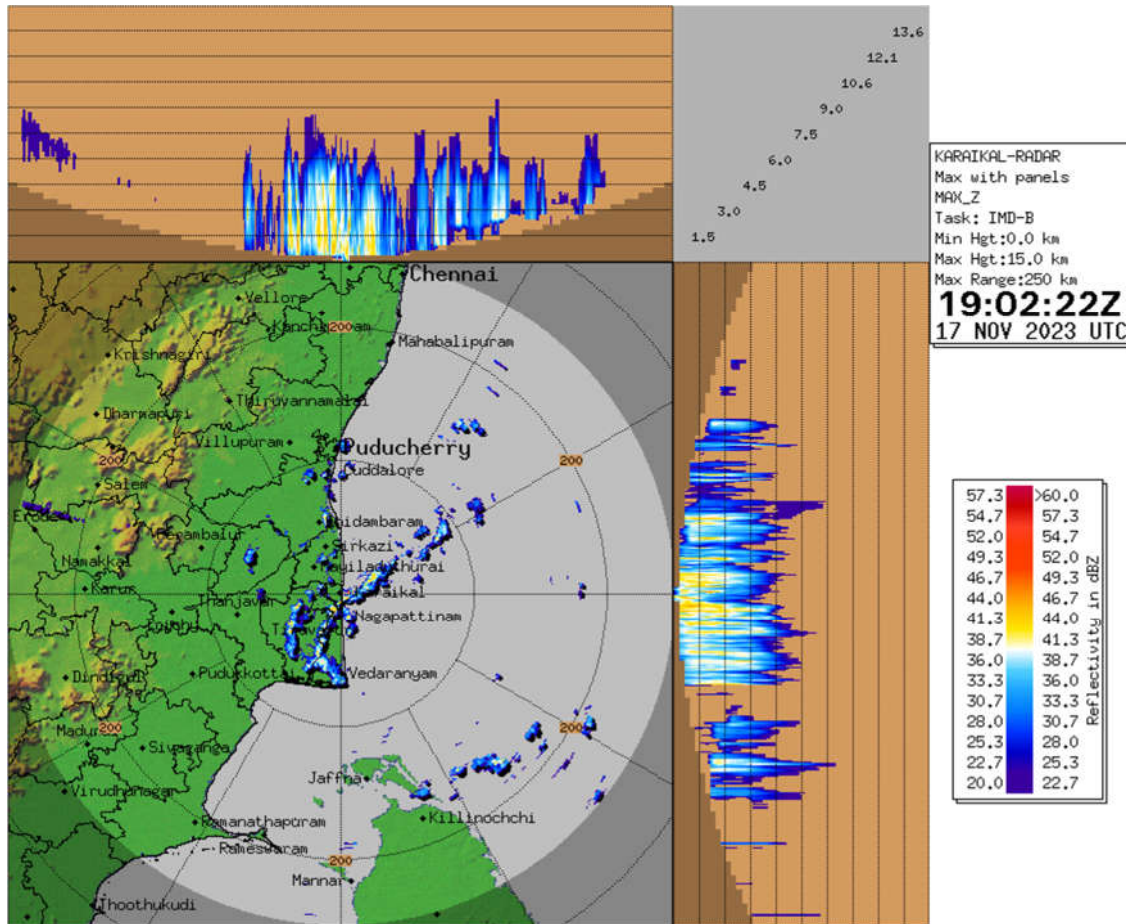 13.6
12.1
10.6
9.0
7.5
6.0
4.5
3.0
1.5
KARAIKAL-RADAR
Max with panels
MAX_Z
Task: IMD-B
Min Hgt:0.0 km
Max Hgt:15.0 km
Max Range:250 km
19:02:22Z
17 NOV 2023 UTC
Chennai
Vellore
200
Mahabalipuram
Krishnagiri
Thiruvannamalai
Dharmapuri
Villupuram
Puducherry
200
200
Cuddalore
Salem
Erode
Chidambaram
Perambalur
Sirkazi
Namakkal
Mayiladuthurai
Karur
Karaikal
Thanjavur
Nagapattinam
Pudukkottai
Vedaranyam
Dindigul
200
200
Sivaganga
Jaffna
Virudhunagar
Ramanathapuram
Killinochchi
Rameswaram
200
Mannar
Thoothukudi
57.3 >60.0
54.7 57.3
52.0 54.7
49.3 52.0
46.7 49.3
44.0 46.7
41.3 44.0
38.7 41.3
36.0 38.7
33.3 36.0
30.7 33.3
28.0 30.7
25.3 28.0
22.7 25.3
20.0 22.7
Reflectivity in dBZ